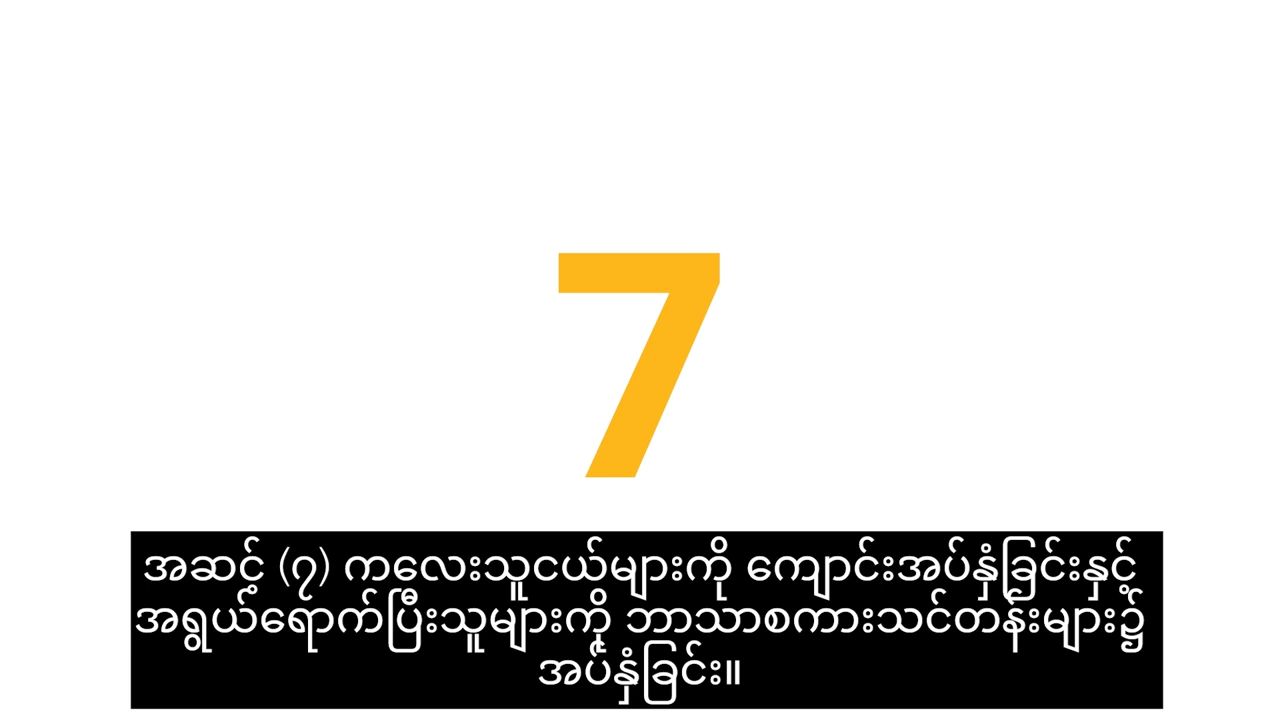 7
အဆင့် (၇) ကလေးသူငယ်များကို ကျောင်းအပ်နှံခြင်းနှင့်
အရွယ်ရောက်ပြီးသူများကို ဘာသာစကားသင်တန်းများ၌
အပ်နှံခြင်း။